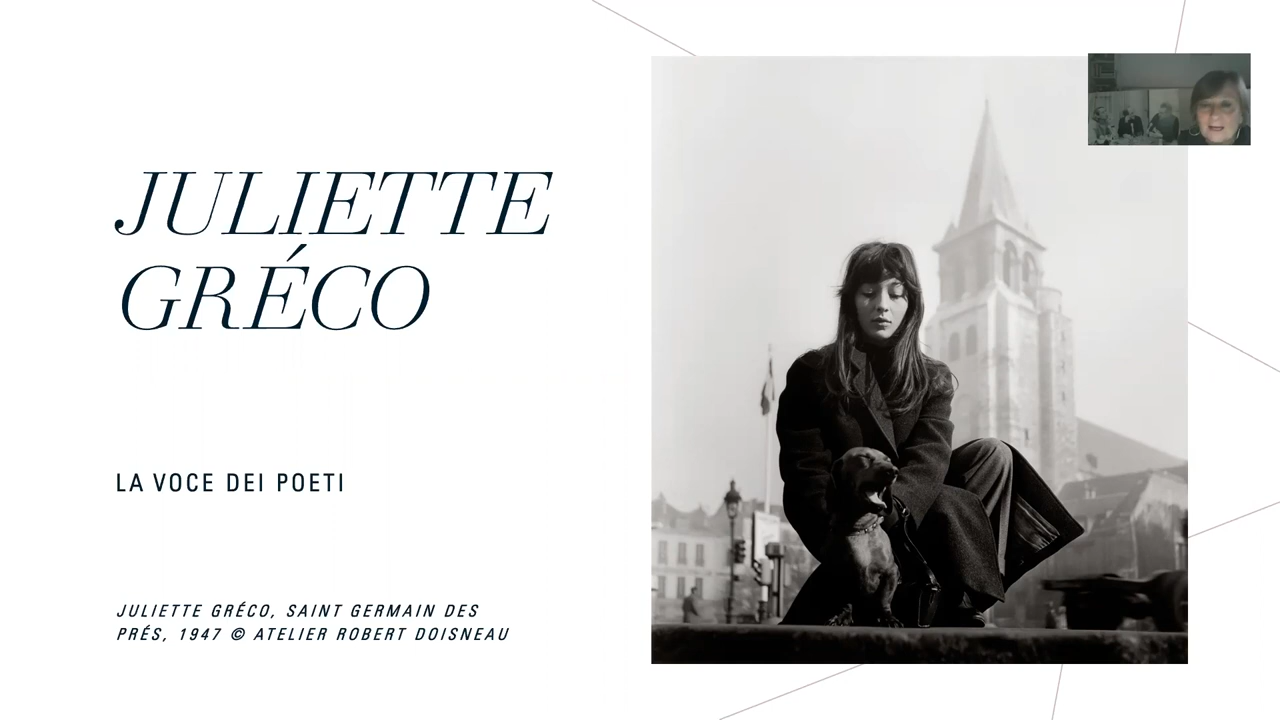 JULIETTE
GRÉCO
LA VOCE DEI POETI
JULIETTE GRÉCO, SAINT GERMAIN DES
PRÉS, 1947 © ATELIER ROBERT DOISNEAU